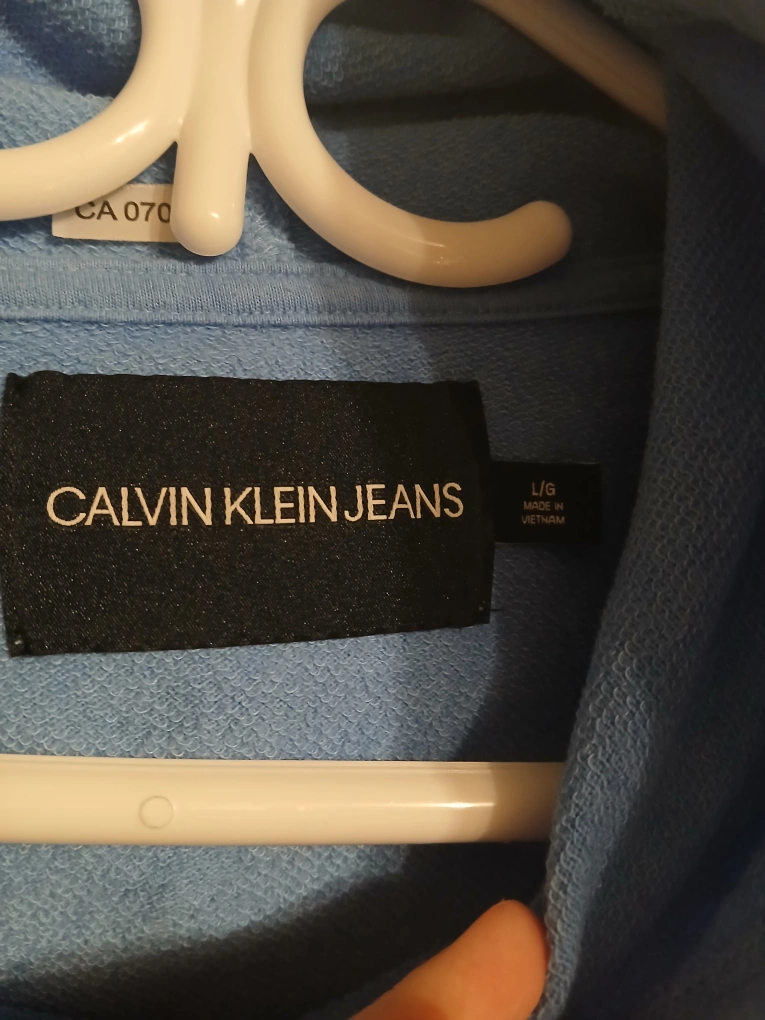 CA 070
CALVIN KLEIN JEANS
L/G
MADE IN
VIETNAM